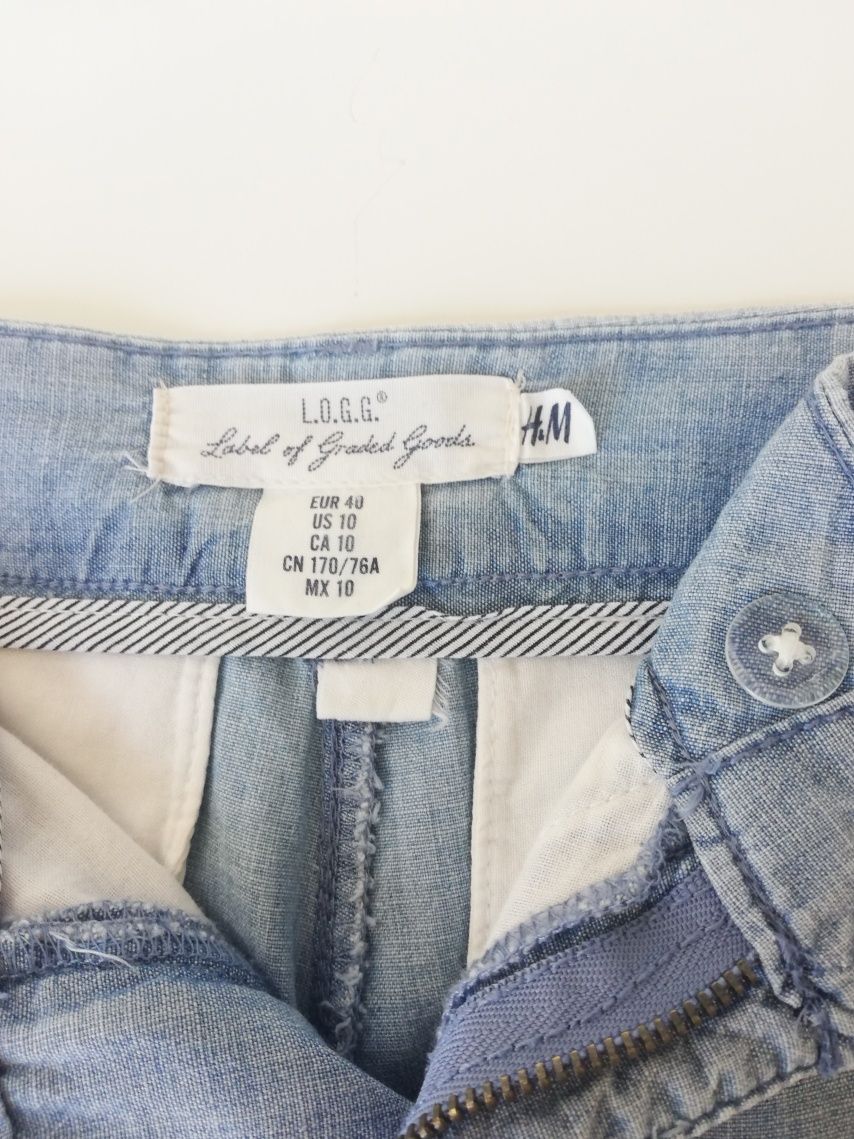 L.O.G.G.®
Label of Graded Goods.
H&M
EUR 40
US 10
CA 10
CN 170/76A
MX 10